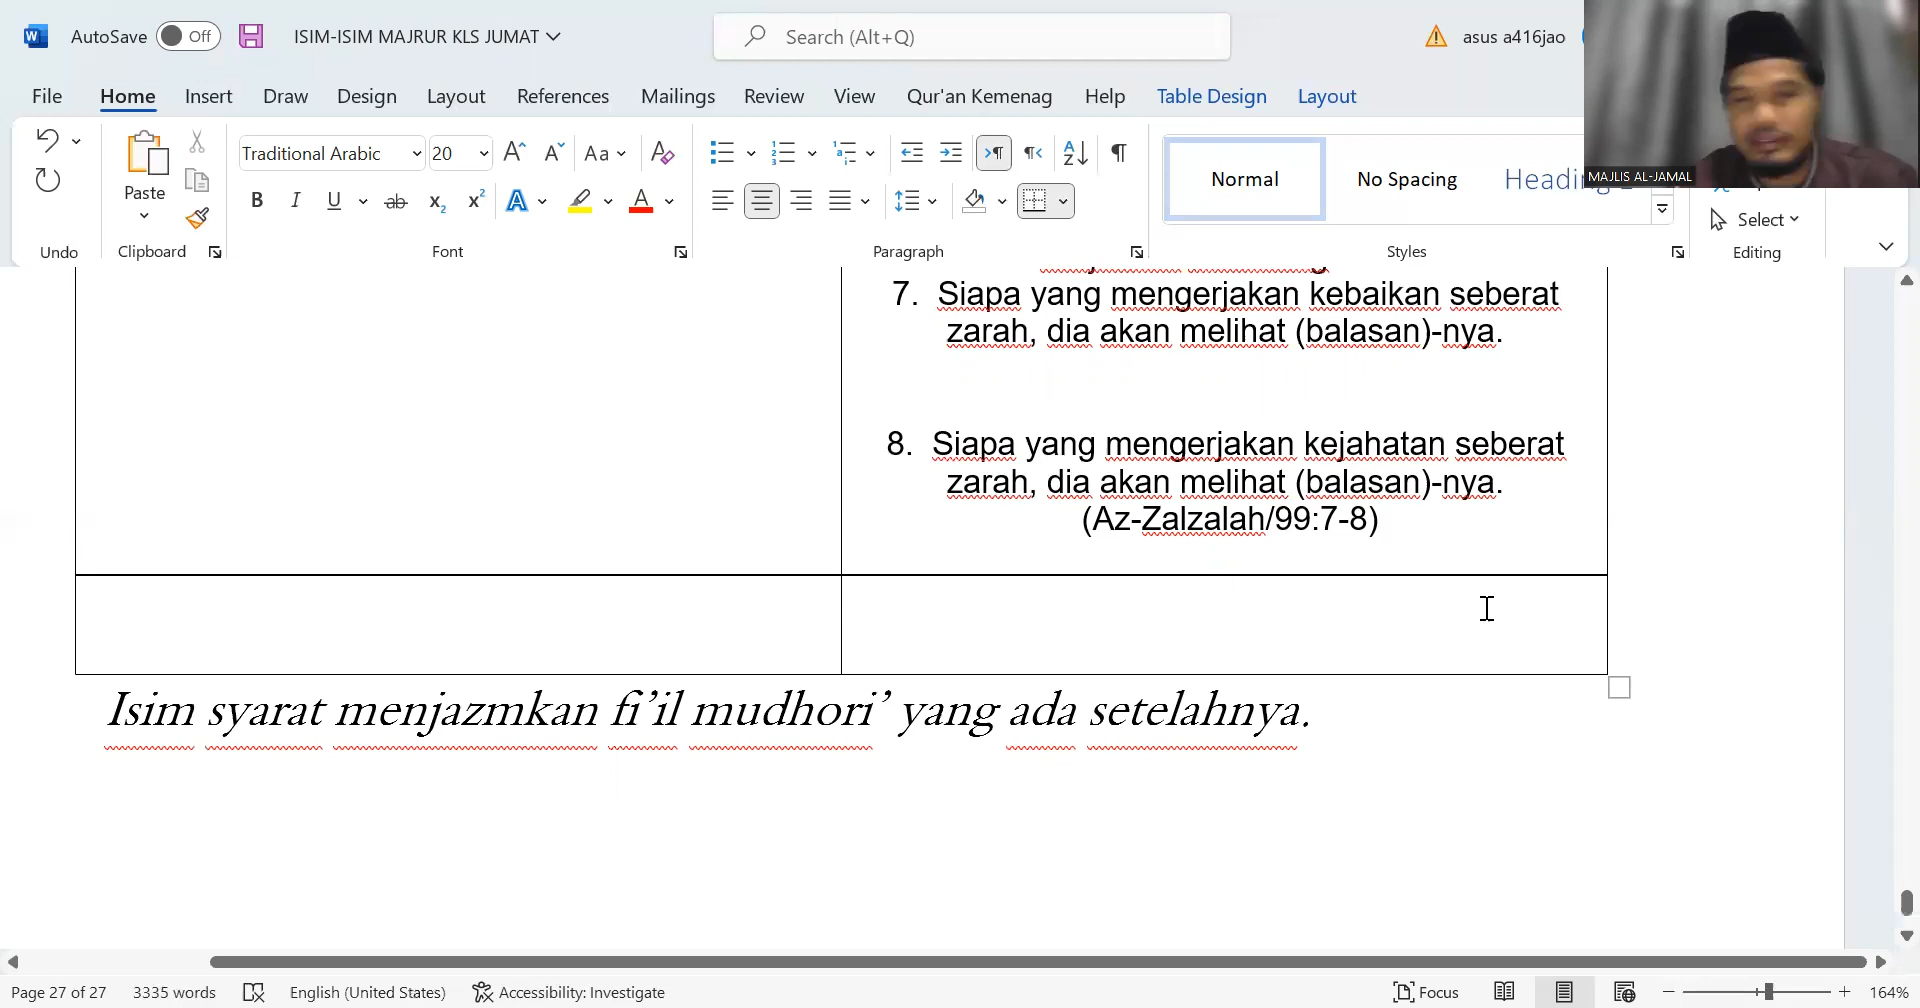 AutoSave Off ISIM-ISIM MAJRUR KLS JUMAT Search (Alt+Q) asus a416jao
File Home Insert Draw Design Layout References Mailings Review View Qur'an Kemenag Help Table Design Layout
Traditional Arabic 20 Aa
Paste Normal No Spacing Heading MAJLIS AL-JAMAL
B I U ab x₂ x² A A Select
Undo Clipboard Font Paragraph Styles Editing
7. Siapa yang mengerjakan kebaikan seberat
zarah, dia akan melihat (balasan)-nya.
8. Siapa yang mengerjakan kejahatan seberat
zarah, dia akan melihat (balasan)-nya.
(Az-Zalzalah/99:7-8)
Isim syarat menjazmkan fi’il mudhori’ yang ada setelahnya.
Page 27 of 27 3335 words English (United States) Accessibility: Investigate Focus 164%